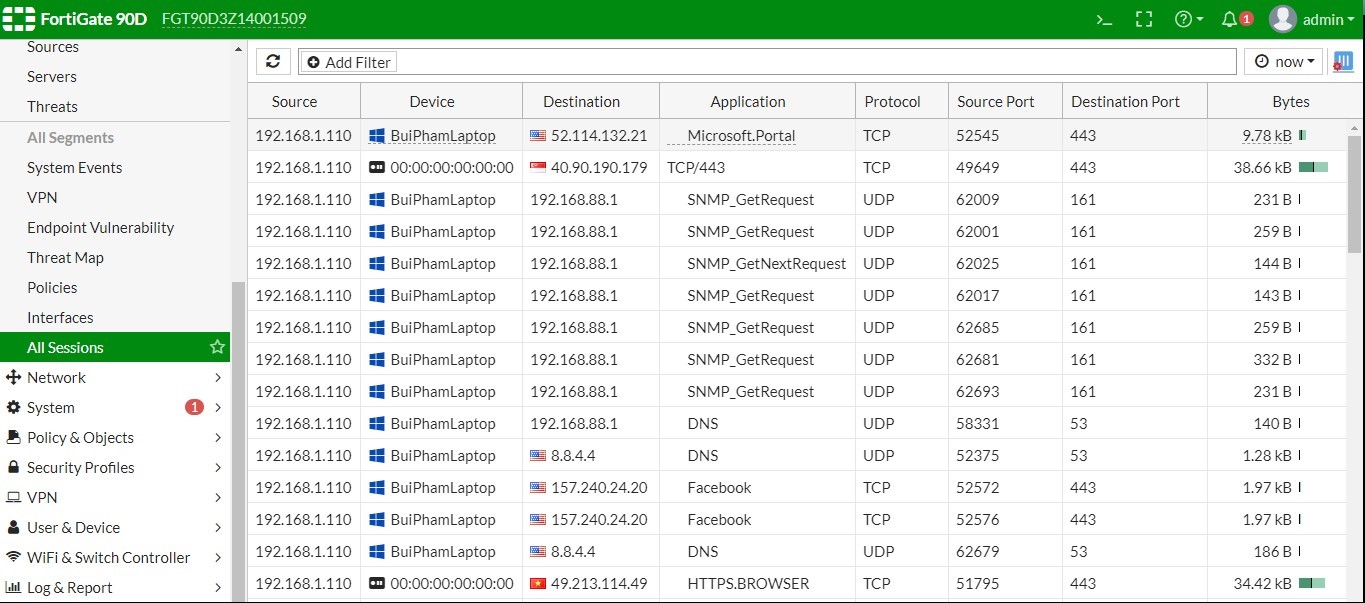 FortiGate 90D FGT90D3Z14001509 1 admin
Sources
Servers
Threats
All Segments
System Events
VPN
Endpoint Vulnerability
Threat Map
Policies
Interfaces
All Sessions
Network
System 1
Policy & Objects
Security Profiles
VPN
User & Device
WiFi & Switch Controller
Log & Report
Add Filter now
Source Device Destination Application Protocol Source Port Destination Port Bytes
192.168.1.110 BuiPhamLaptop 52.114.132.21 Microsoft.Portal TCP 52545 443 9.78 kB
192.168.1.110 00:00:00:00:00:00 40.90.190.179 TCP/443 TCP 49649 443 38.66 kB
192.168.1.110 BuiPhamLaptop 192.168.88.1 SNMP_GetRequest UDP 62009 161 231 B
192.168.1.110 BuiPhamLaptop 192.168.88.1 SNMP_GetRequest UDP 62001 161 259 B
192.168.1.110 BuiPhamLaptop 192.168.88.1 SNMP_GetNextRequest UDP 62025 161 144 B
192.168.1.110 BuiPhamLaptop 192.168.88.1 SNMP_GetRequest UDP 62017 161 143 B
192.168.1.110 BuiPhamLaptop 192.168.88.1 SNMP_GetRequest UDP 62685 161 259 B
192.168.1.110 BuiPhamLaptop 192.168.88.1 SNMP_GetRequest UDP 62681 161 332 B
192.168.1.110 BuiPhamLaptop 192.168.88.1 SNMP_GetRequest UDP 62693 161 231 B
192.168.1.110 BuiPhamLaptop 192.168.88.1 DNS UDP 58331 53 140 B
192.168.1.110 BuiPhamLaptop 8.8.4.4 DNS UDP 52375 53 1.28 kB
192.168.1.110 BuiPhamLaptop 157.240.24.20 Facebook TCP 52572 443 1.97 kB
192.168.1.110 BuiPhamLaptop 157.240.24.20 Facebook TCP 52576 443 1.97 kB
192.168.1.110 BuiPhamLaptop 8.8.4.4 DNS UDP 62679 53 186 B
192.168.1.110 00:00:00:00:00:00 49.213.114.49 HTTPS.BROWSER TCP 51795 443 34.42 kB